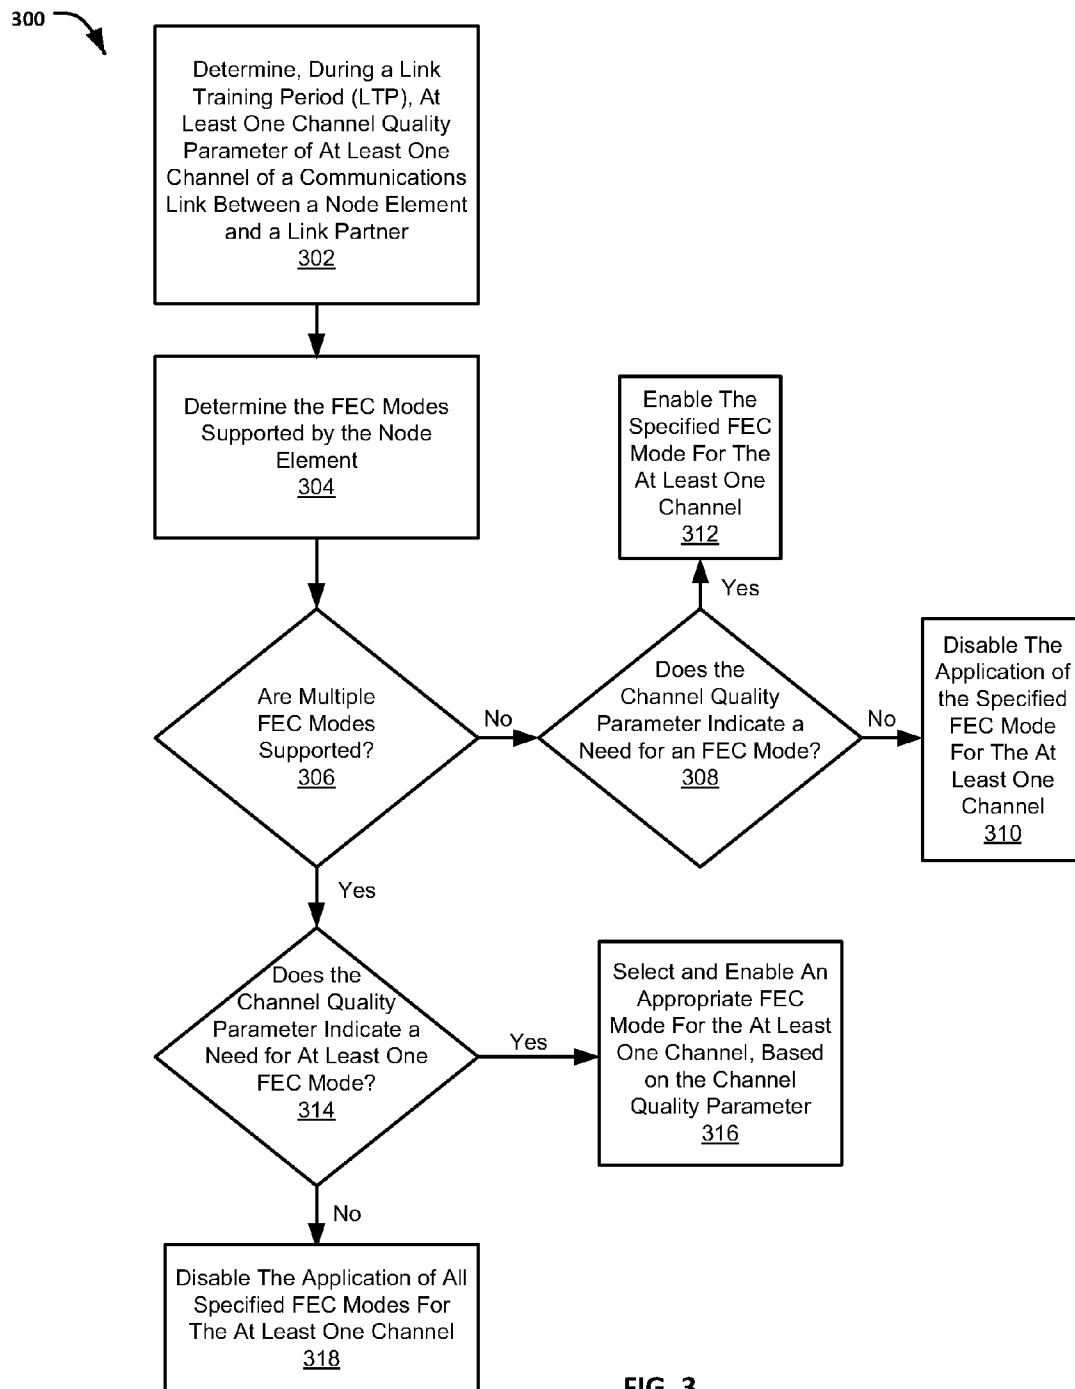 300
Determine, During a Link
Training Period (LTP), At
Least One Channel Quality
Parameter of At Least One
Channel of a Communications
Link Between a Node Element
and a Link Partner
302
Determine the FEC Modes
Supported by the Node
Element
304
Enable The
Specified FEC
Mode For The
At Least One
Channel
312
Yes
Are Multiple
FEC Modes
Supported?
306
No
Does the
Channel Quality
Parameter Indicate a
Need for an FEC Mode?
308
No
Disable The
Application of
the Specified
FEC Mode
For The At
Least One
Channel
310
Yes
Does the
Channel Quality
Parameter Indicate a
Need for At Least One
FEC Mode?
314
Yes
Select and Enable An
Appropriate FEC
Mode For the At Least
One Channel, Based
on the Channel
Quality Parameter
316
No
Disable The Application of All
Specified FEC Modes For
The At Least One Channel
318
FIG. 3